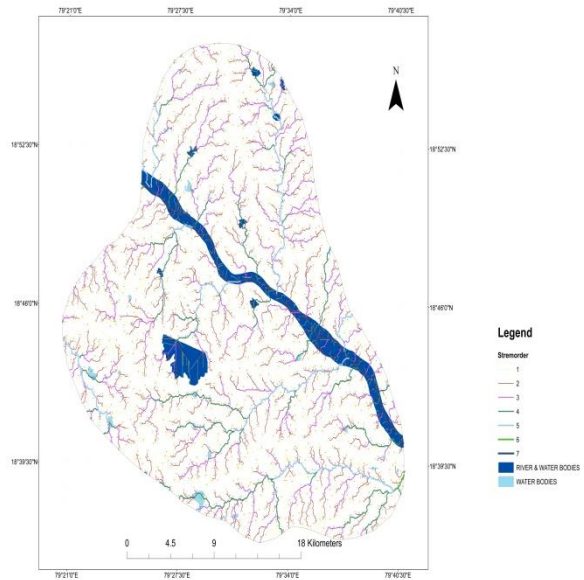 79°21'0"E 79°27'30"E 79°34'0"E 79°40'30"E
N
18°52'30"N 18°52'30"N
18°46'0"N 18°46'0"N
Legend
Stremorder
1
2
3
4
5
6
7
RIVER & WATER BODIES
WATER BODIES
18°39'30"N 18°39'30"N
0 4.5 9 18 Kilometers
79°21'0"E 79°27'30"E 79°34'0"E 79°40'30"E